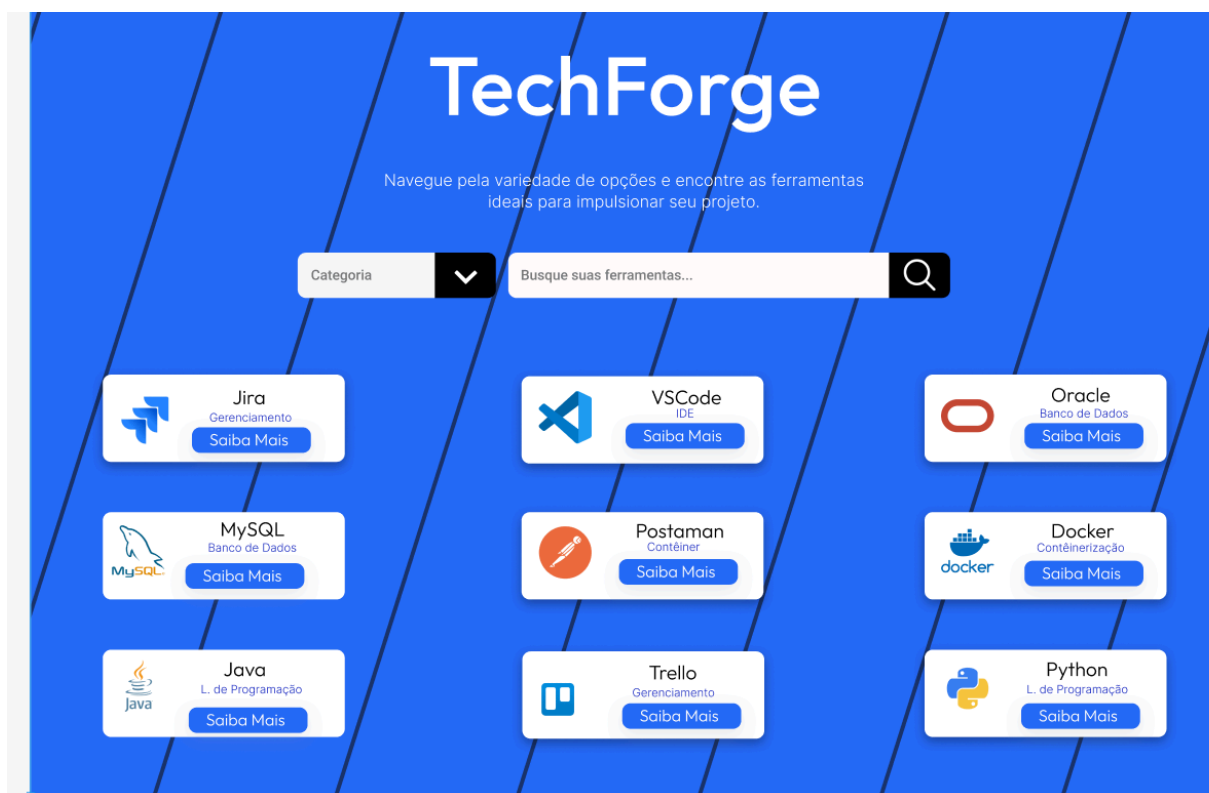 TechForge
Navegue pela variedade de opções e encontre as ferramentas
ideais para impulsionar seu projeto.
Categoria
Busque suas ferramentas...
Jira
Gerenciamento
Saiba Mais
VSCode
IDE
Saiba Mais
Oracle
Banco de Dados
Saiba Mais
MySQL
MySQL
Banco de Dados
Saiba Mais
Postaman
Contêiner
Saiba Mais
docker
Docker
Contêinerização
Saiba Mais
Java
Java
L. de Programação
Saiba Mais
Trello
Gerenciamento
Saiba Mais
Python
L. de Programação
Saiba Mais